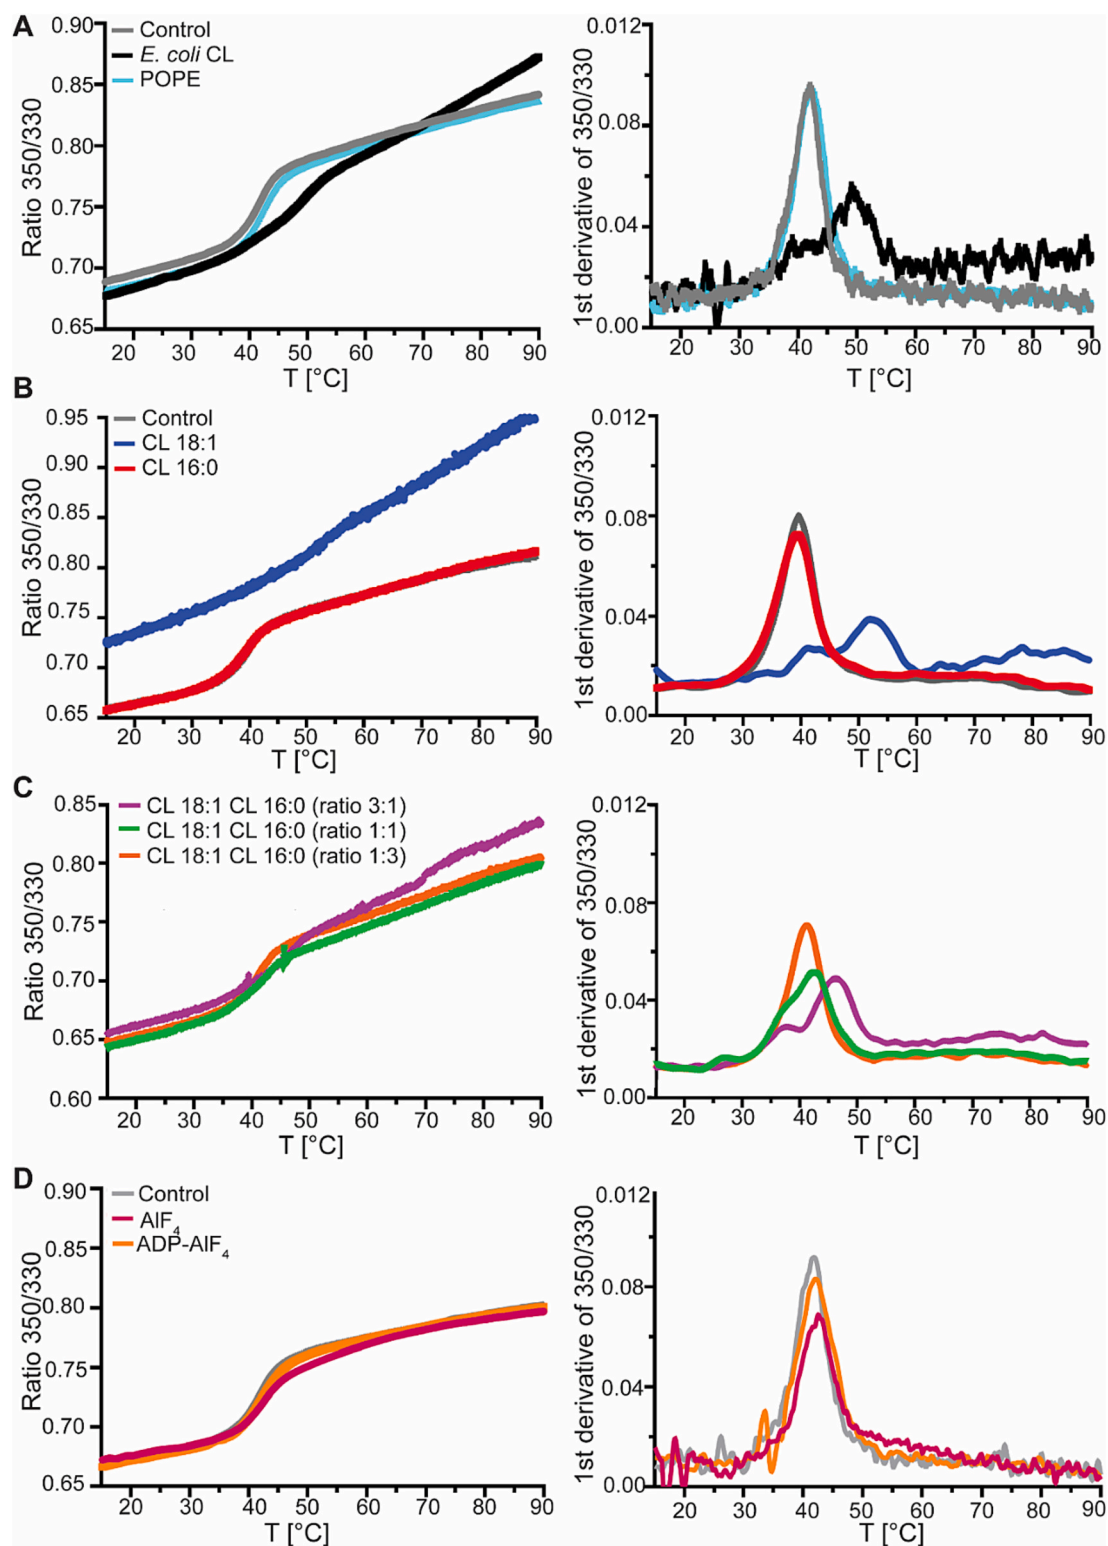 A
Control
E. coli CL
POPE
Ratio 350/330
0.90
0.85
0.80
0.75
0.70
0.65
20 30 40 50 60 70 80 90
T [°C]
1st derivative of 350/330
0.012
0.08
0.04
0.00
20 30 40 50 60 70 80 90
T [°C]
B
Control
CL 18:1
CL 16:0
Ratio 350/330
0.95
0.90
0.85
0.80
0.75
0.70
0.65
20 30 40 50 60 70 80 90
T [°C]
1st derivative of 350/330
0.012
0.08
0.04
0.00
20 30 40 50 60 70 80 90
T [°C]
C
CL 18:1 CL 16:0 (ratio 3:1)
CL 18:1 CL 16:0 (ratio 1:1)
CL 18:1 CL 16:0 (ratio 1:3)
Ratio 350/330
0.85
0.80
0.75
0.70
0.65
0.60
20 30 40 50 60 70 80 90
T [°C]
1st derivative of 350/330
0.012
0.08
0.04
0.00
20 30 40 50 60 70 80 90
T [°C]
D
Control
AlF₄
ADP-AlF₄
Ratio 350/330
0.90
0.85
0.80
0.75
0.70
0.65
20 30 40 50 60 70 80 90
T [°C]
1st derivative of 350/330
0.012
0.08
0.04
0.00
20 30 40 50 60 70 80 90
T [°C]